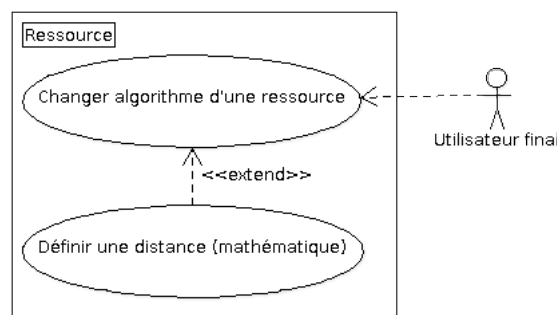 Ressource
Changer algorithme d'une ressource
Utilisateur final
<<extend>>
Définir une distance (mathématique)